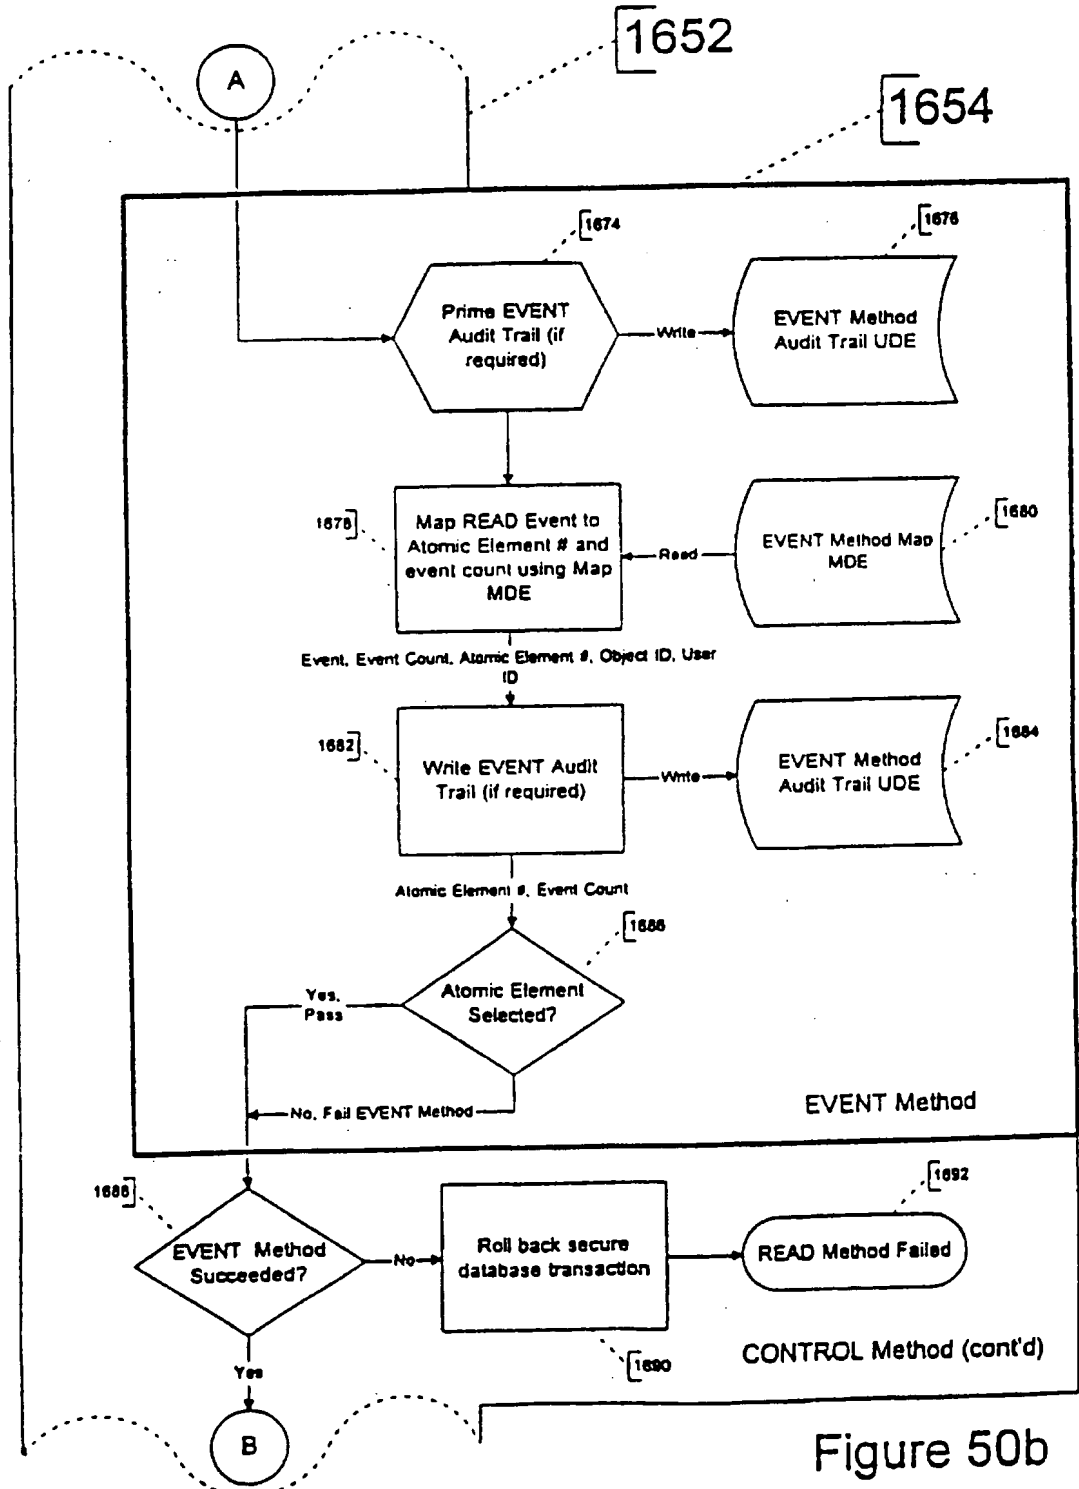 1652
A
1654
1674
1676
Prime EVENT
Audit Trail (if
required)
Write
EVENT Method
Audit Trail UDE
1678
Map READ Event to
Atomic Element # and
event count using Map
MDE
Read
EVENT Method Map
MDE
1680
Event, Event Count, Atomic Element #, Object ID, User
ID
1682
Write EVENT Audit
Trail (if required)
Write
EVENT Method
Audit Trail UDE
1684
Atomic Element #, Event Count
1686
Atomic Element
Selected?
Yes,
Pass
No, Fail EVENT Method
EVENT Method
1686
EVENT Method
Succeeded?
No
Roll back secure
database transaction
1690
READ Method Failed
1692
CONTROL Method (cont'd)
Yes
B
Figure 50b